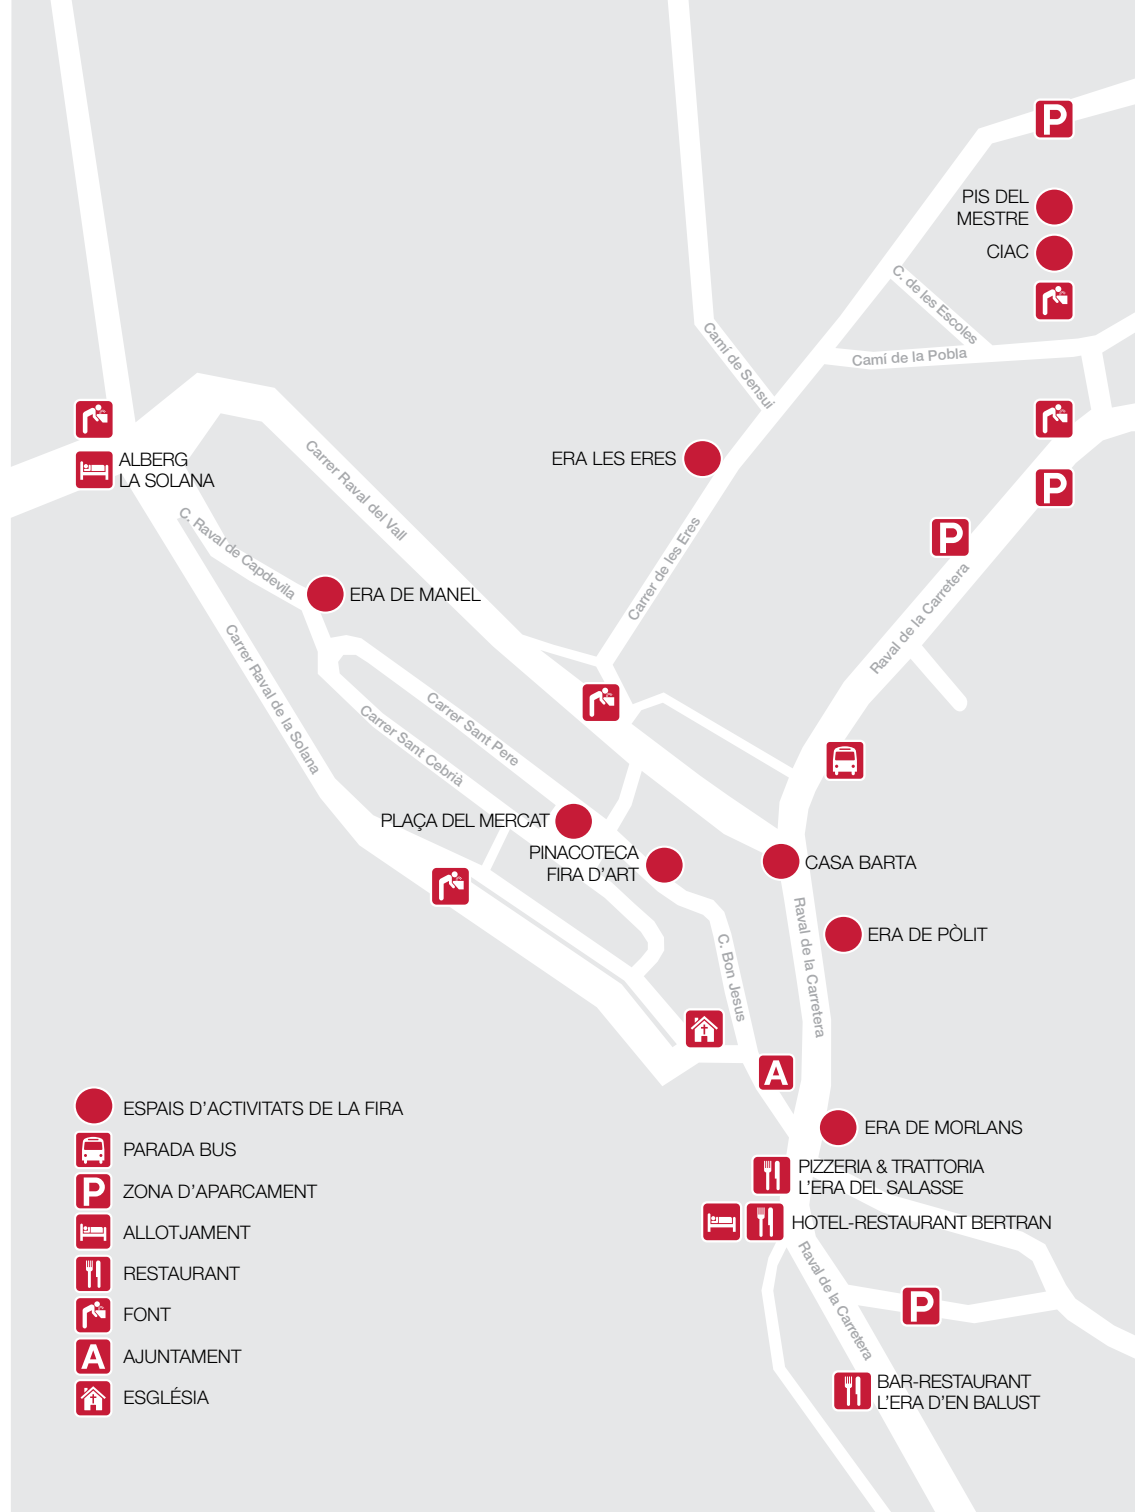 P
PIS DEL
MESTRE
CIAC
C. de les Escoles
Camí de la Pobla
Camí de Sensui
ALBERG
LA SOLANA
Carrer Raval del Vall
ERA LES ERES
P
P
C. Raval de Capdevila
ERA DE MANEL
Carrer de les Eres
Raval de la Carretera
Carrer Raval de la Solana
Carrer Sant Pere
Carrer Sant Cebrià
PLAÇA DEL MERCAT
PINACOTECA
FIRA D'ART
CASA BARTA
Raval de la Carretera
ERA DE PÒLIT
C. Bon Jesus
A
ERA DE MORLANS
PIZZERIA & TRATTORIA
L'ERA DEL SALASSE
HOTEL-RESTAURANT BERTRAN
Raval de la Carretera
P
BAR-RESTAURANT
L'ERA D'EN BALUST
ESPAIS D'ACTIVITATS DE LA FIRA
PARADA BUS
P ZONA D'APARCAMENT
ALLOTJAMENT
RESTAURANT
FONT
A AJUNTAMENT
ESGLÉSIA